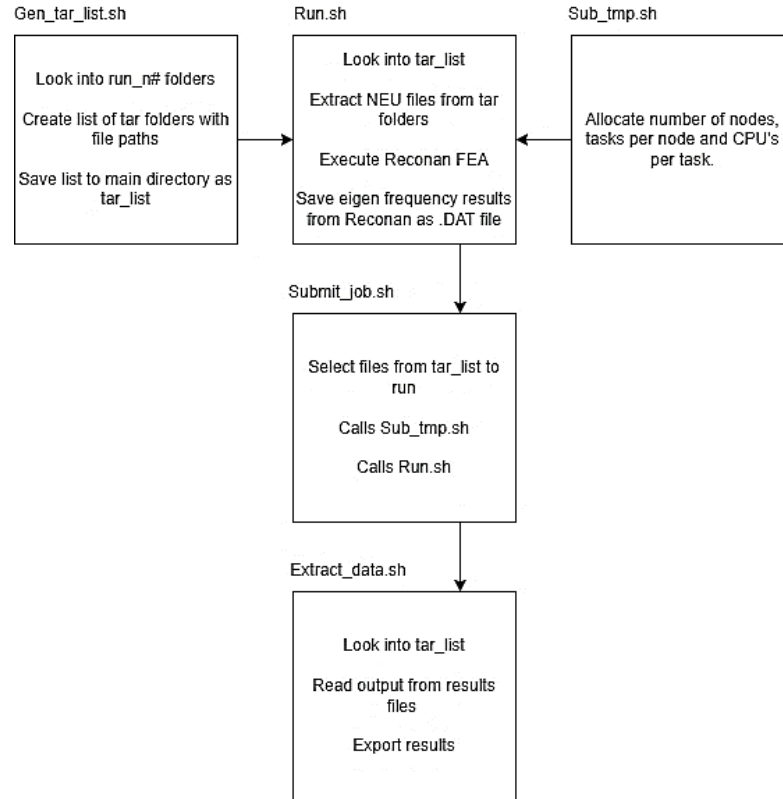 Gen_tar_list.sh
Look into run_n# folders
Create list of tar folders with
file paths
Save list to main directory as
tar_list
Run.sh
Look into tar_list
Extract NEU files from tar
folders
Execute Reconan FEA
Save eigen frequency results
from Reconan as .DAT file
Sub_tmp.sh
Allocate number of nodes,
tasks per node and CPU's
per task.
Submit_job.sh
Select files from tar_list to
run
Calls Sub_tmp.sh
Calls Run.sh
Extract_data.sh
Look into tar_list
Read output from results
files
Export results